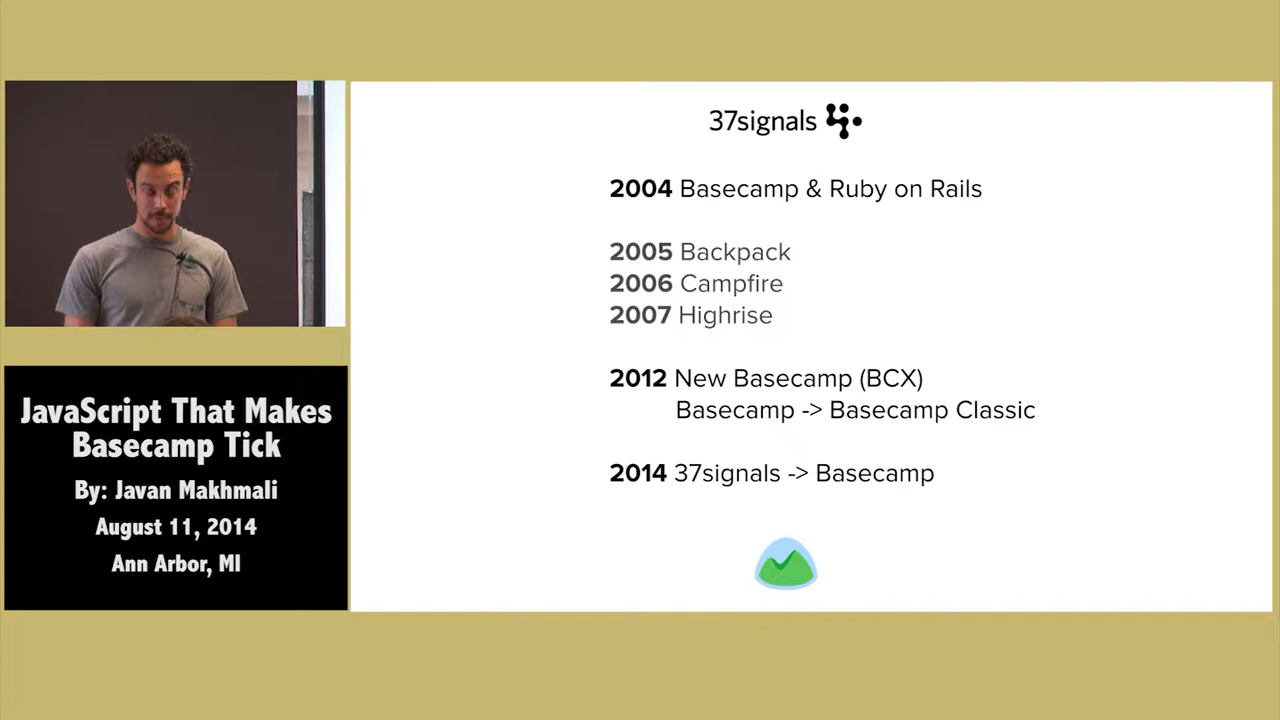 37signals
2004 Basecamp & Ruby on Rails
2005 Backpack
2006 Campfire
2007 Highrise
2012 New Basecamp (BCX)
Basecamp -> Basecamp Classic
2014 37signals -> Basecamp
JavaScript That Makes
Basecamp Tick
By: Javan Makhmali
August 11, 2014
Ann Arbor, MI